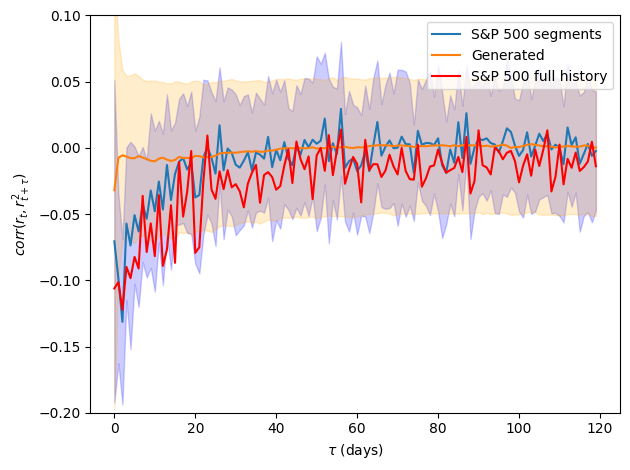 0.10
0.05
0.00
−0.05
−0.10
−0.15
−0.20
corr(r_t, r²_{t+τ})
S&P 500 segments
Generated
S&P 500 full history
0 20 40 60 80 100 120
τ (days)